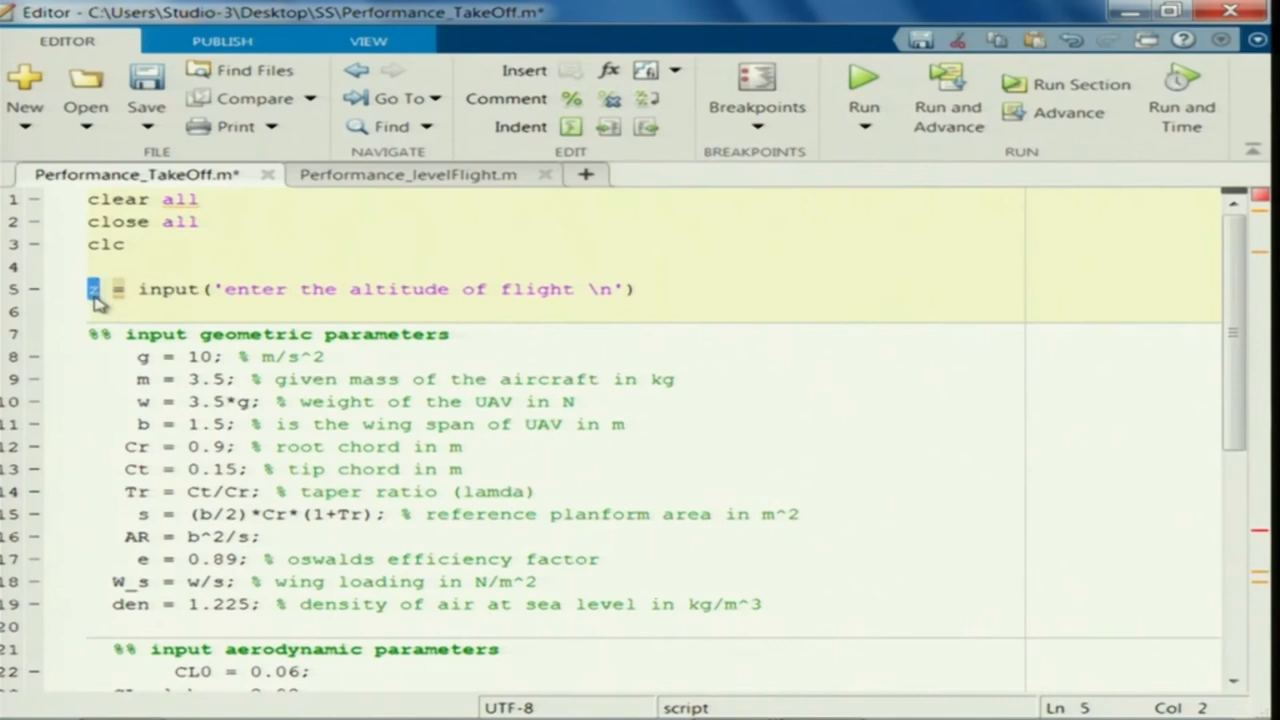 Editor - C:\Users\Studio-3\Desktop\SS\Performance_TakeOff.m*
EDITOR PUBLISH VIEW
New Open Save Find Files Compare Print
Go To Find
Insert fx
Comment
Indent
Breakpoints
Run Run and Advance Run Section Advance Run and Time
FILE NAVIGATE EDIT BREAKPOINTS RUN
Performance_TakeOff.m* Performance_levelFlight.m
1 clear all
2 close all
3 clc
4
5 z = input('enter the altitude of flight \n')
6
7 %% input geometric parameters
8 g = 10; % m/s^2
9 m = 3.5; % given mass of the aircraft in kg
10 w = 3.5*g; % weight of the UAV in N
11 b = 1.5; % is the wing span of UAV in m
12 Cr = 0.9; % root chord in m
13 Ct = 0.15; % tip chord in m
14 Tr = Ct/Cr; % taper ratio (lamda)
15 s = (b/2)*Cr*(1+Tr); % reference planform area in m^2
16 AR = b^2/s;
17 e = 0.89; % oswalds efficiency factor
18 W_s = w/s; % wing loading in N/m^2
19 den = 1.225; % density of air at sea level in kg/m^3
20
21 %% input aerodynamic parameters
22 CL0 = 0.06;
UTF-8 script Ln 5 Col 2